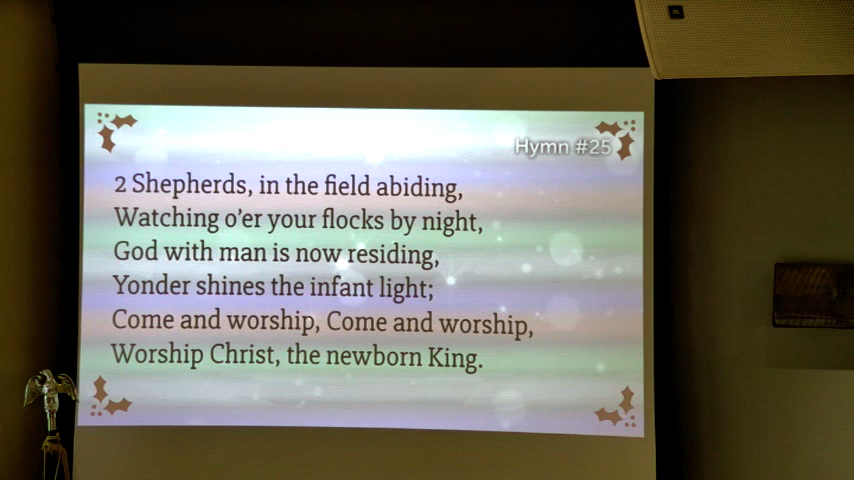 Hymn #25
2 Shepherds, in the field abiding,
Watching o'er your flocks by night,
God with man is now residing,
Yonder shines the infant light;
Come and worship, Come and worship,
Worship Christ, the newborn King.